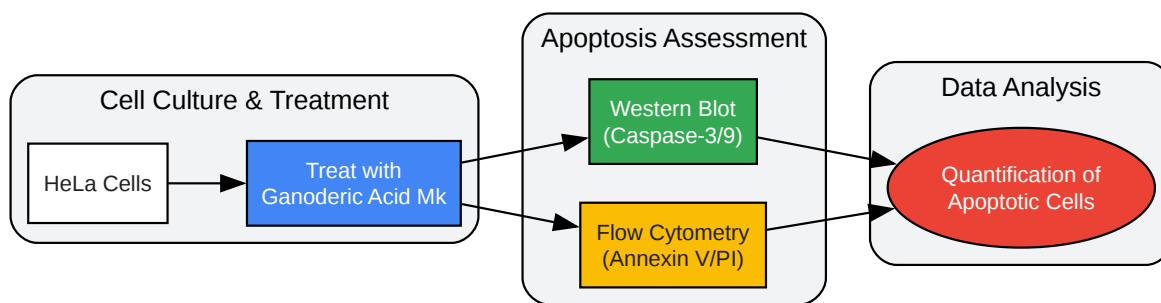 Cell Culture & Treatment
HeLa Cells
Treat with
Ganoderic Acid Mk
Apoptosis Assessment
Western Blot
(Caspase-3/9)
Flow Cytometry
(Annexin V/PI)
Data Analysis
Quantification of
Apoptotic Cells